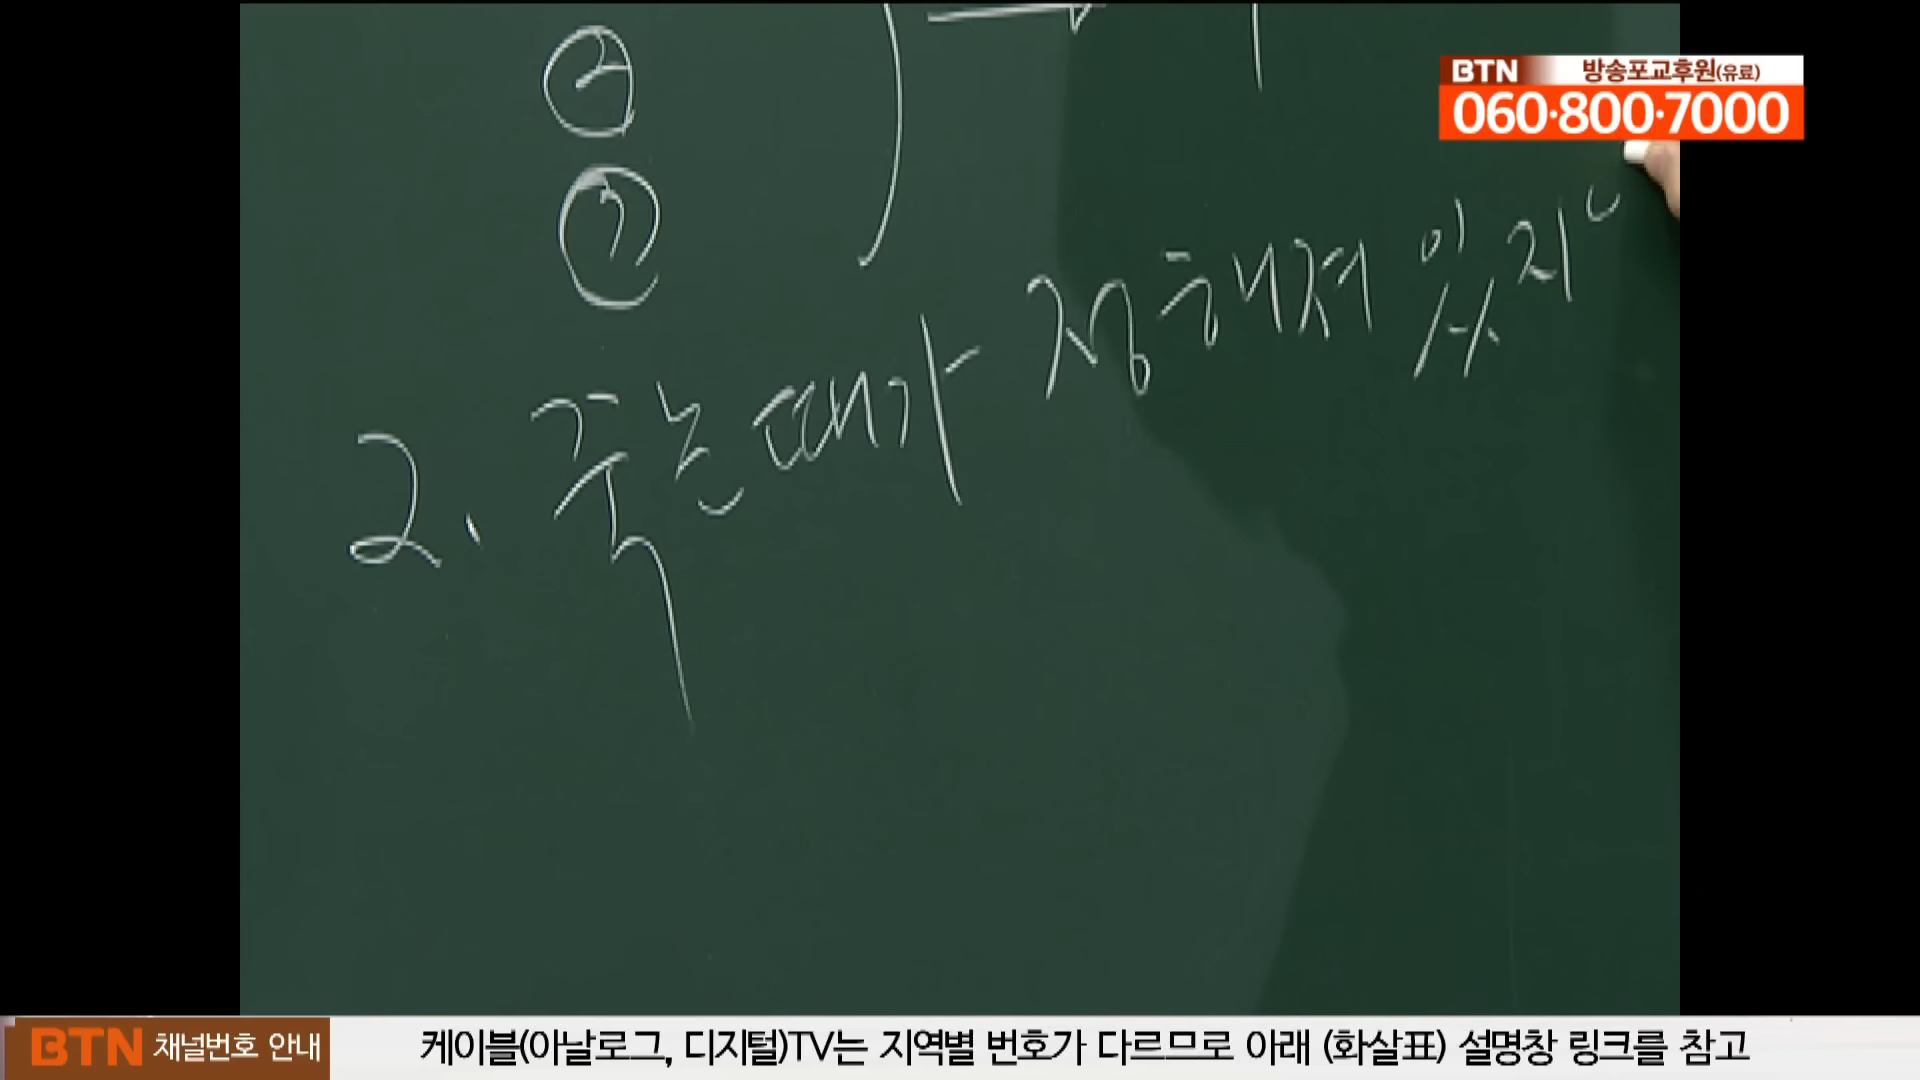 BTN 방송포교후원(유료)
060·800·7000
2. 죽는 때가 정해져 있지
BTN 채널번호 안내 케이블(아날로그, 디지털)TV는 지역별 번호가 다르므로 아래 (화살표) 설명창 링크를 참고